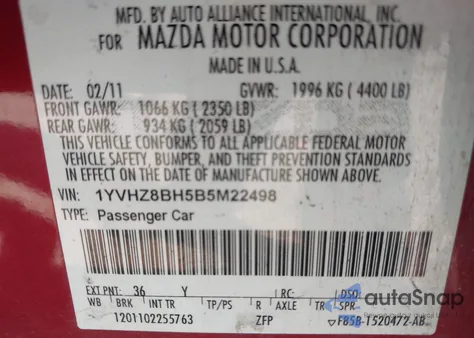 MFD. BY AUTO ALLIANCE INTERNATIONAL, INC.
FOR MAZDA MOTOR CORPORATION
MADE IN U.S.A.
DATE: 02/11 GVWR: 1996 KG (4400 LB)
FRONT GAWR: 1066 KG (2350 LB)
REAR GAWR: 934 KG (2059 LB)
THIS VEHICLE CONFORMS TO ALL APPLICABLE FEDERAL MOTOR
VEHICLE SAFETY, BUMPER, AND THEFT PREVENTION STANDARDS
IN EFFECT ON THE DATE OF MANUFACTURE SHOWN ABOVE.
VIN: 1YVHZ8BH5B5M22498
TYPE: Passenger Car
EXT PNT: 36 Y RC: DSO:
WB BRK INT TR TP/PS R AXLE TR SPR
1201102255763 ZFP ▽FB5B-1520472-AB
autoSnap